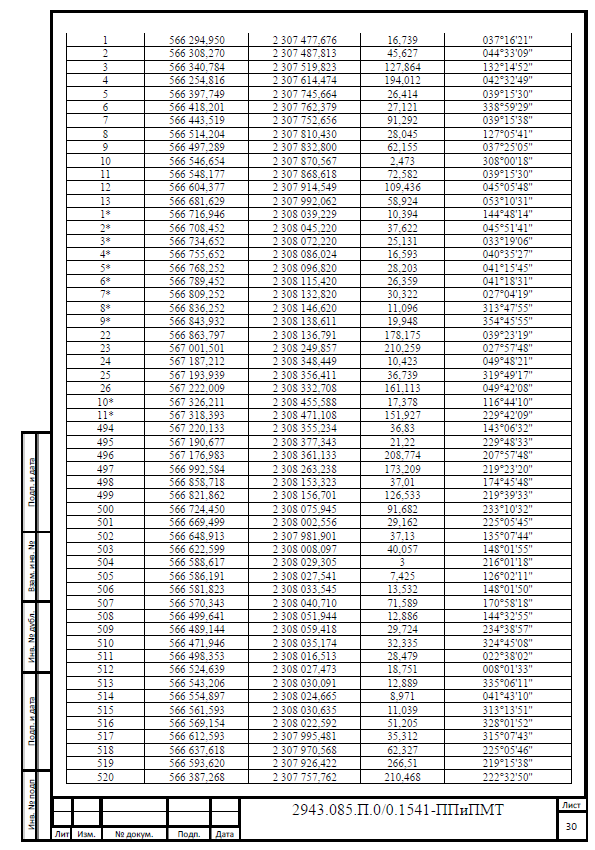 1 566 294,950 2 307 477,676 16,739 037°16'21"
2 566 308,270 2 307 487,813 45,627 044°33'09"
3 566 340,784 2 307 519,823 127,864 132°14'52"
4 566 254,816 2 307 614,474 194,012 042°32'49"
5 566 397,749 2 307 745,664 26,414 039°15'30"
6 566 418,201 2 307 762,379 27,121 338°59'29"
7 566 443,519 2 307 752,656 91,292 039°15'38"
8 566 514,204 2 307 810,430 28,045 127°05'41"
9 566 497,289 2 307 832,800 62,155 037°25'05"
10 566 546,654 2 307 870,567 2,473 308°00'18"
11 566 548,177 2 307 868,618 72,582 039°15'30"
12 566 604,377 2 307 914,549 109,436 045°05'48"
13 566 681,629 2 307 992,062 58,924 053°10'31"
1* 566 716,946 2 308 039,229 10,394 144°48'14"
2* 566 708,452 2 308 045,220 37,622 045°51'41"
3* 566 734,652 2 308 072,220 25,131 033°19'06"
4* 566 755,652 2 308 086,024 16,593 040°35'27"
5* 566 768,252 2 308 096,820 28,203 041°15'45"
6* 566 789,452 2 308 115,420 26,359 041°18'31"
7* 566 809,252 2 308 132,820 30,322 027°04'19"
8* 566 836,252 2 308 146,620 11,096 313°47'55"
9* 566 843,932 2 308 138,611 19,948 354°45'55"
22 566 863,797 2 308 136,791 178,175 039°23'19"
23 567 001,501 2 308 249,857 210,259 027°57'48"
24 567 187,212 2 308 348,449 10,423 049°48'21"
25 567 193,939 2 308 356,411 36,739 319°49'17"
26 567 222,009 2 308 332,708 161,113 049°42'08"
10* 567 326,211 2 308 455,588 17,378 116°44'10"
11* 567 318,393 2 308 471,108 151,927 229°42'09"
494 567 220,133 2 308 355,234 36,83 143°06'32"
495 567 190,677 2 308 377,343 21,22 229°48'33"
496 567 176,983 2 308 361,133 208,774 207°57'48"
497 566 992,584 2 308 263,238 173,209 219°23'20"
498 566 858,718 2 308 153,323 37,01 174°45'48"
499 566 821,862 2 308 156,701 126,533 219°39'33"
500 566 724,450 2 308 075,945 91,682 233°10'32"
501 566 669,499 2 308 002,556 29,162 225°05'45"
502 566 648,913 2 307 981,901 37,13 135°07'44"
503 566 622,599 2 308 008,097 40,057 148°01'55"
504 566 588,617 2 308 029,305 3 216°01'18"
505 566 586,191 2 308 027,541 7,425 126°02'11"
506 566 581,823 2 308 033,545 13,532 148°01'50"
507 566 570,343 2 308 040,710 71,589 170°58'18"
508 566 499,641 2 308 051,944 12,886 144°32'55"
509 566 489,144 2 308 059,418 29,724 234°38'57"
510 566 471,946 2 308 035,174 32,335 324°45'08"
511 566 498,353 2 308 016,513 28,479 022°38'02"
512 566 524,639 2 308 027,473 18,751 008°01'33"
513 566 543,206 2 308 030,091 12,889 335°06'11"
514 566 554,897 2 308 024,665 8,971 041°43'10"
515 566 561,593 2 308 030,635 11,039 313°13'51"
516 566 569,154 2 308 022,592 51,205 328°01'52"
517 566 612,593 2 307 995,481 35,312 315°07'43"
518 566 637,618 2 307 970,568 62,327 225°05'46"
519 566 593,620 2 307 926,422 266,51 219°15'38"
520 566 387,268 2 307 757,762 210,468 222°32'50"
Подп. и дата
Взам. инв. №
Инв. № дубл.
Подп. и дата
Инв. № подп
Лит Изм. № докум. Подп. Дата
2943.085.П.0/0.1541-ППиПМТ
Лист
30